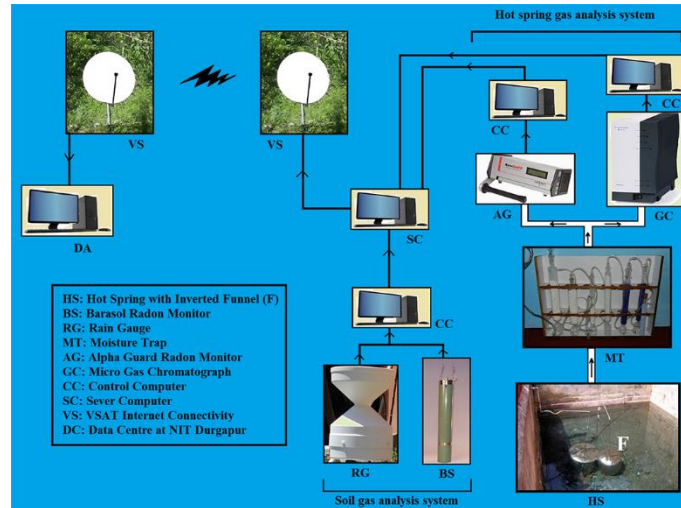 Hot spring gas analysis system
VS
VS
CC
CC
DA
SC
AG
GC
CC
MT
F
RG
BS
HS
Soil gas analysis system
HS: Hot Spring with Inverted Funnel (F)
BS: Barasol Radon Monitor
RG: Rain Gauge
MT: Moisture Trap
AG: Alpha Guard Radon Monitor
GC: Micro Gas Chromatograph
CC: Control Computer
SC: Sever Computer
VS: VSAT Internet Connectivity
DC: Data Centre at NIT Durgapur